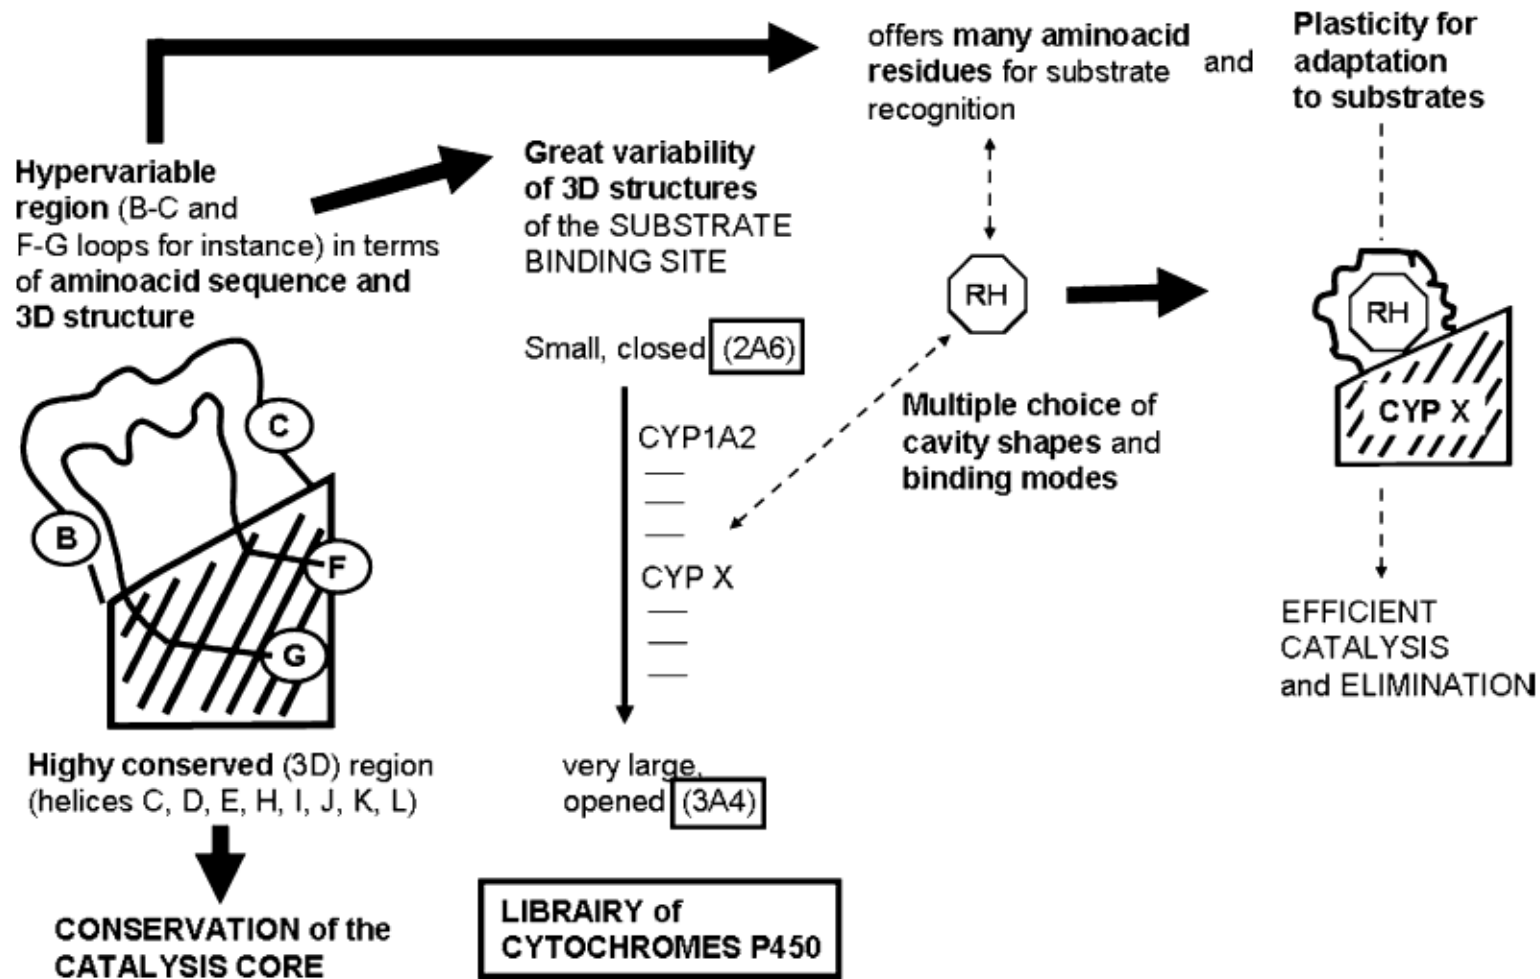 Hypervariable
region (B-C and
F-G loops for instance) in terms
of aminoacid sequence and
3D structure
C
B
F
G
Highy conserved (3D) region
(helices C, D, E, H, I, J, K, L)
CONSERVATION of the
CATALYSIS CORE
Great variability
of 3D structures
of the SUBSTRATE
BINDING SITE
Small, closed (2A6)
CYP1A2
CYP X
very large,
opened (3A4)
LIBRAIRY of
CYTOCHROMES P450
offers many aminoacid
residues for substrate
recognition
and
Plasticity for
adaptation
to substrates
RH
Multiple choice of
cavity shapes and
binding modes
RH
CYP X
EFFICIENT
CATALYSIS
and ELIMINATION